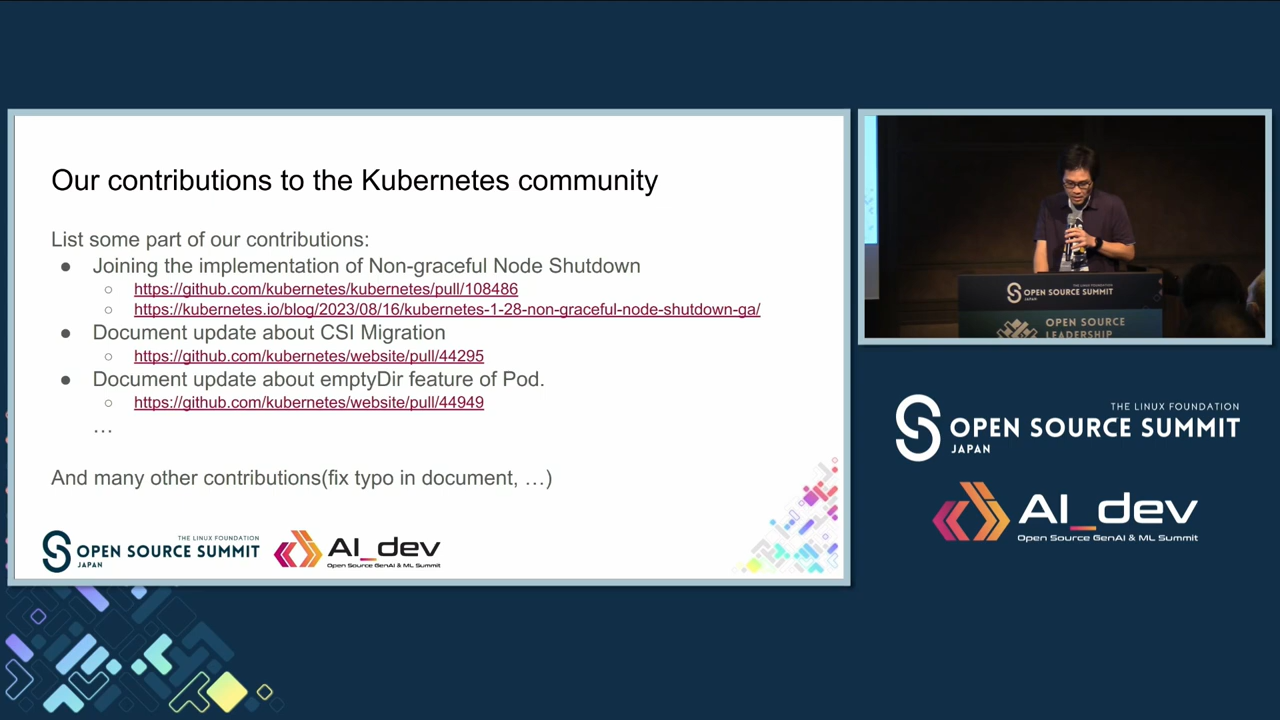 Our contributions to the Kubernetes community
List some part of our contributions:
● Joining the implementation of Non-graceful Node Shutdown
○ https://github.com/kubernetes/kubernetes/pull/108486
○ https://kubernetes.io/blog/2023/08/16/kubernetes-1-28-non-graceful-node-shutdown-ga/
● Document update about CSI Migration
○ https://github.com/kubernetes/website/pull/44295
● Document update about emptyDir feature of Pod.
○ https://github.com/kubernetes/website/pull/44949
…
And many other contributions(fix typo in document, …)
THE LINUX FOUNDATION
OPEN SOURCE SUMMIT
JAPAN
AI_dev
Open Source GenAI & ML Summit
THE LINUX FOUNDATION
OPEN SOURCE SUMMIT
JAPAN
OPEN SOURCE
LEADERSHIP
THE LINUX FOUNDATION
OPEN SOURCE SUMMIT
JAPAN
AI_dev
Open Source GenAI & ML Summit